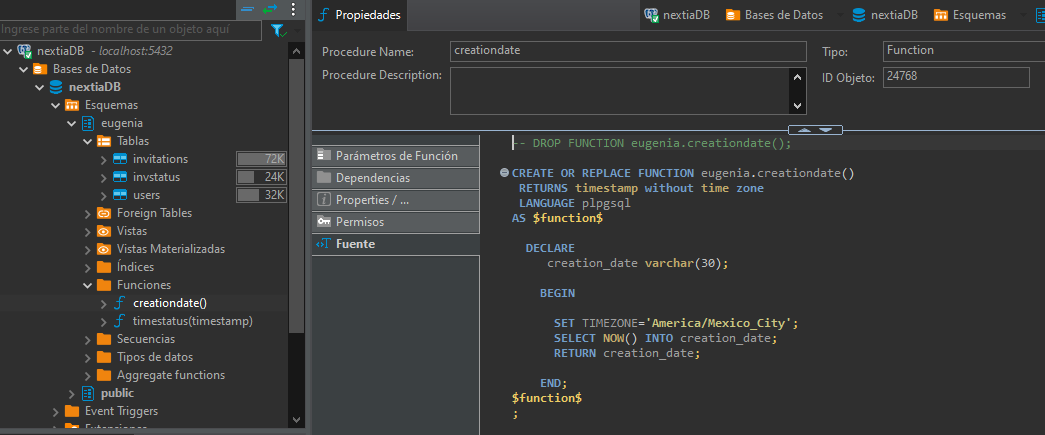 Ingrese parte del nombre de un objeto aquí
nextiaDB - localhost:5432
Bases de Datos
nextiaDB
Esquemas
eugenia
Tablas
invitations 72K
invstatus 24K
users 32K
Foreign Tables
Vistas
Vistas Materializadas
Índices
Funciones
creationdate()
timestatus(timestamp)
Secuencias
Tipos de datos
Aggregate functions
public
Event Triggers
Extensiones
Propiedades
nextiaDB Bases de Datos nextiaDB Esquemas
Procedure Name: creationdate Tipo: Function
Procedure Description: ID Objeto: 24768
Parámetros de Función
Dependencias
Properties / ...
Permisos
Fuente
-- DROP FUNCTION eugenia.creationdate();
CREATE OR REPLACE FUNCTION eugenia.creationdate()
RETURNS timestamp without time zone
LANGUAGE plpgsql
AS $function$
DECLARE
creation_date varchar(30);
BEGIN
SET TIMEZONE='America/Mexico_City';
SELECT NOW() INTO creation_date;
RETURN creation_date;
END;
$function$
;